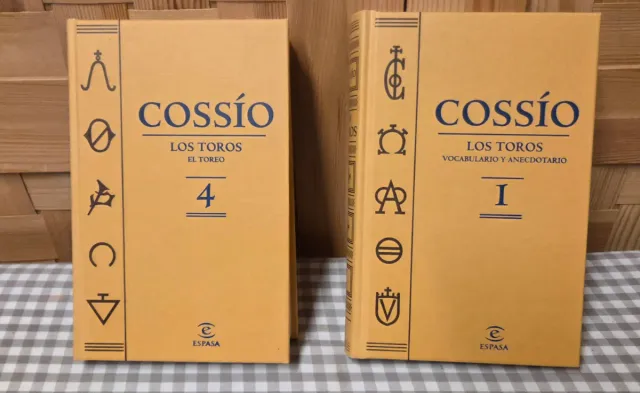 COSSÍO
LOS TOROS
EL TOREO
4
e
ESPASA
COSSÍO
LOS TOROS
VOCABULARIO Y ANECDOTARIO
I
e
ESPASA